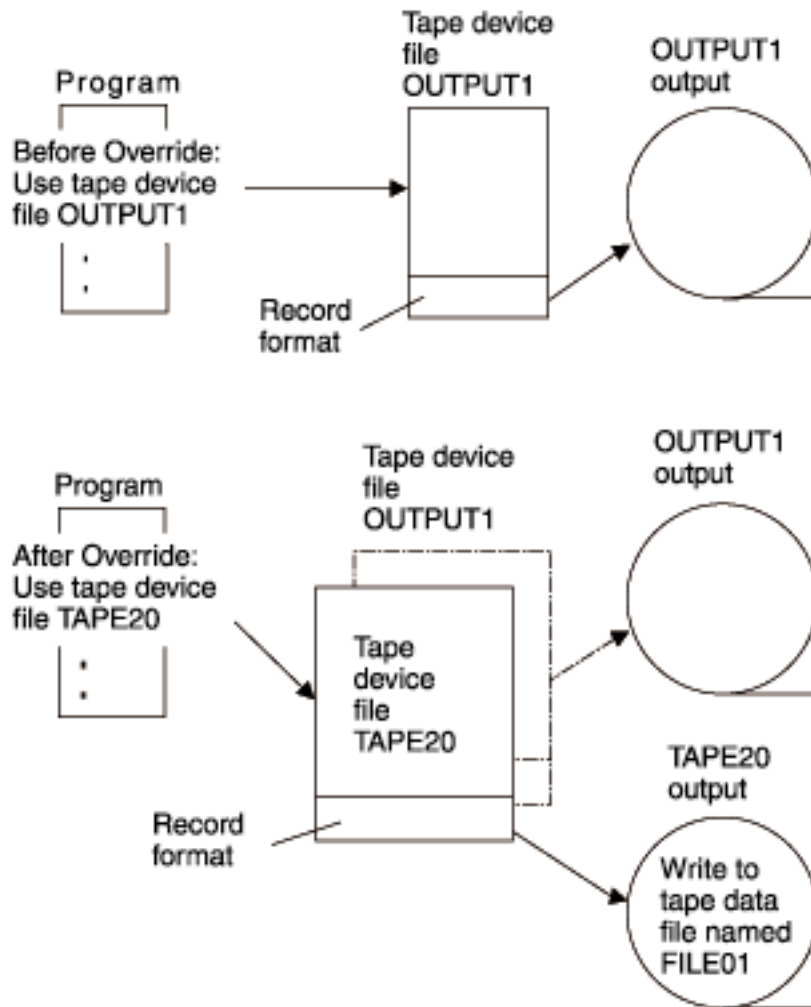 Program
Before Override:
Use tape device
file OUTPUT1
:
Tape device
file
OUTPUT1
OUTPUT1
output
Record
format
Program
After Override:
Use tape device
file TAPE20
:
Tape device
file
OUTPUT1
Tape
device
file
TAPE20
Record
format
OUTPUT1
output
TAPE20
output
Write to
tape data
file named
FILE01